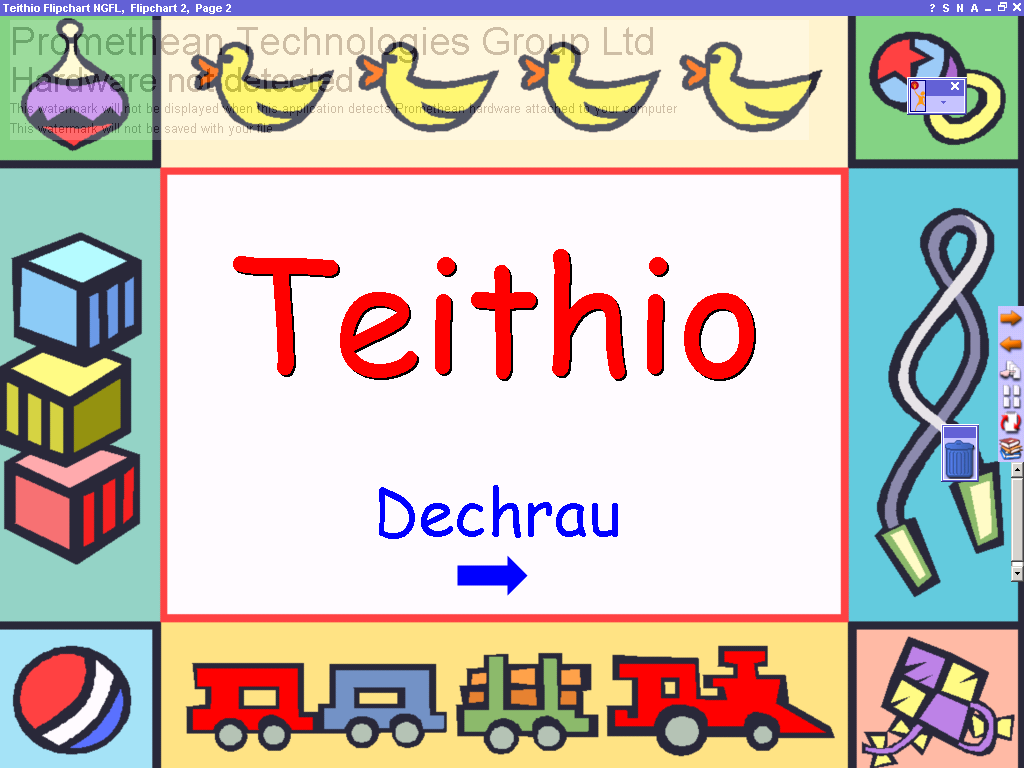 Teithio Flipchart NGFL, Flipchart 2, Page 2
? S N A
Promethean Technologies Group Ltd
Hardware not detected
This watermark will not be displayed when this application detects Promethean hardware attached to your computer
This watermark will not be saved with your file
Teithio
Dechrau